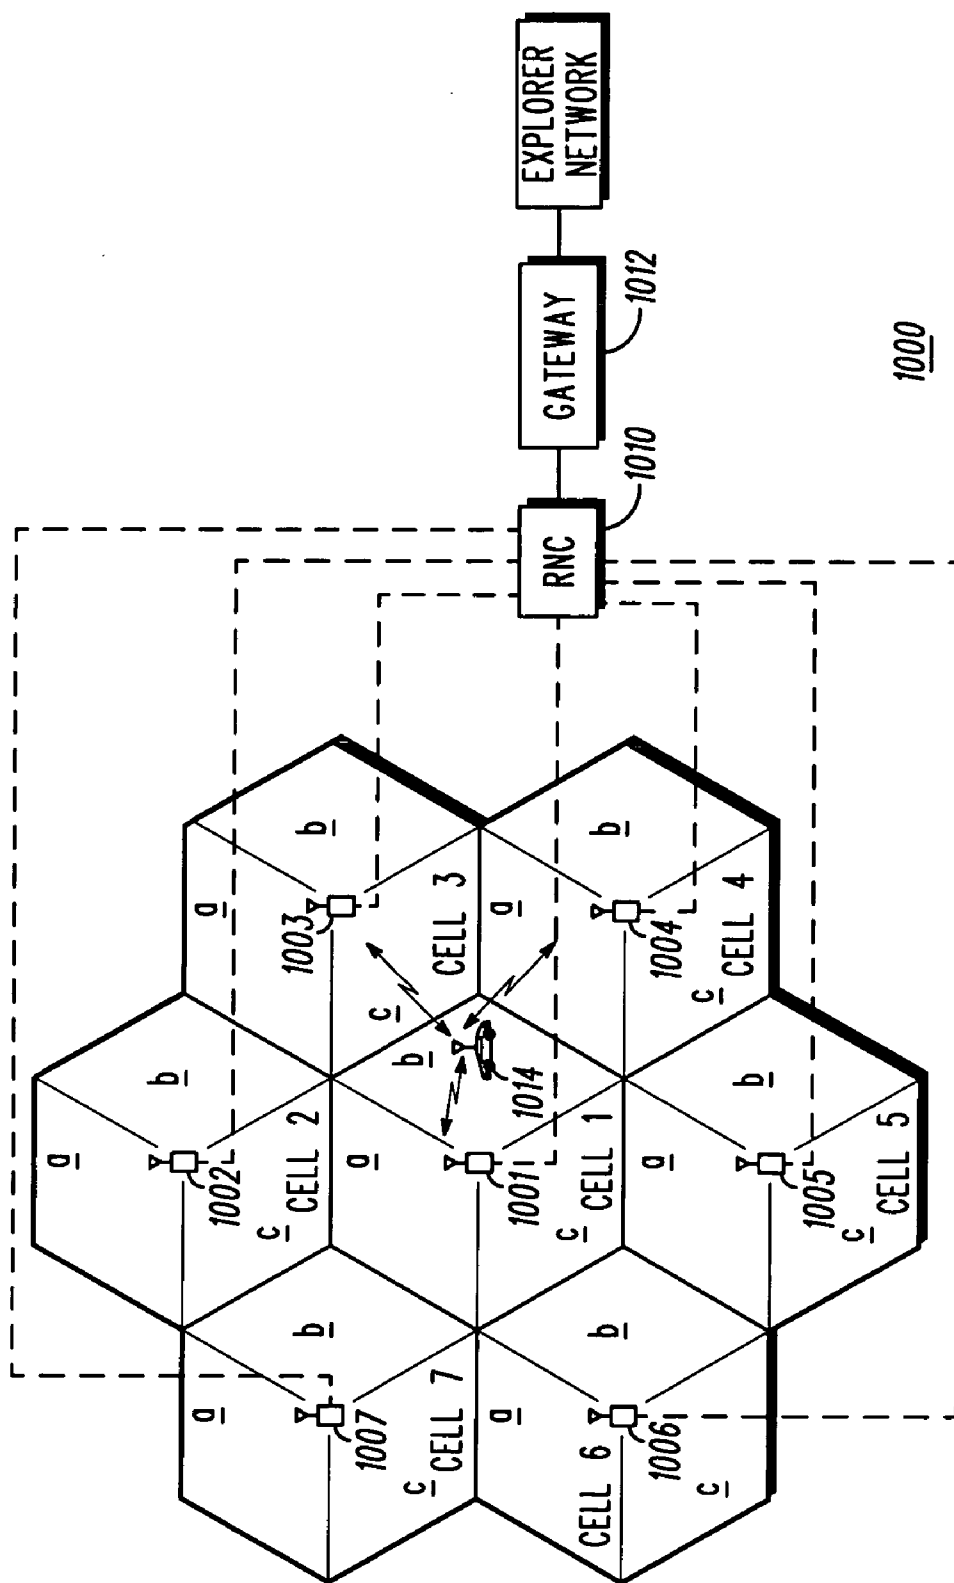 a
b
a
a
1002
c
CELL 2
1003
b
b
a
1007
c
b
c
CELL 7
CELL 3
a
a
1001
1014
EXPLORER
NETWORK
RNC
GATEWAY
c
CELL 1
CELL 6
b
b
1010
1012
a
1006
1004
c
c
CELL 4
b
1005
c
CELL 5
1000